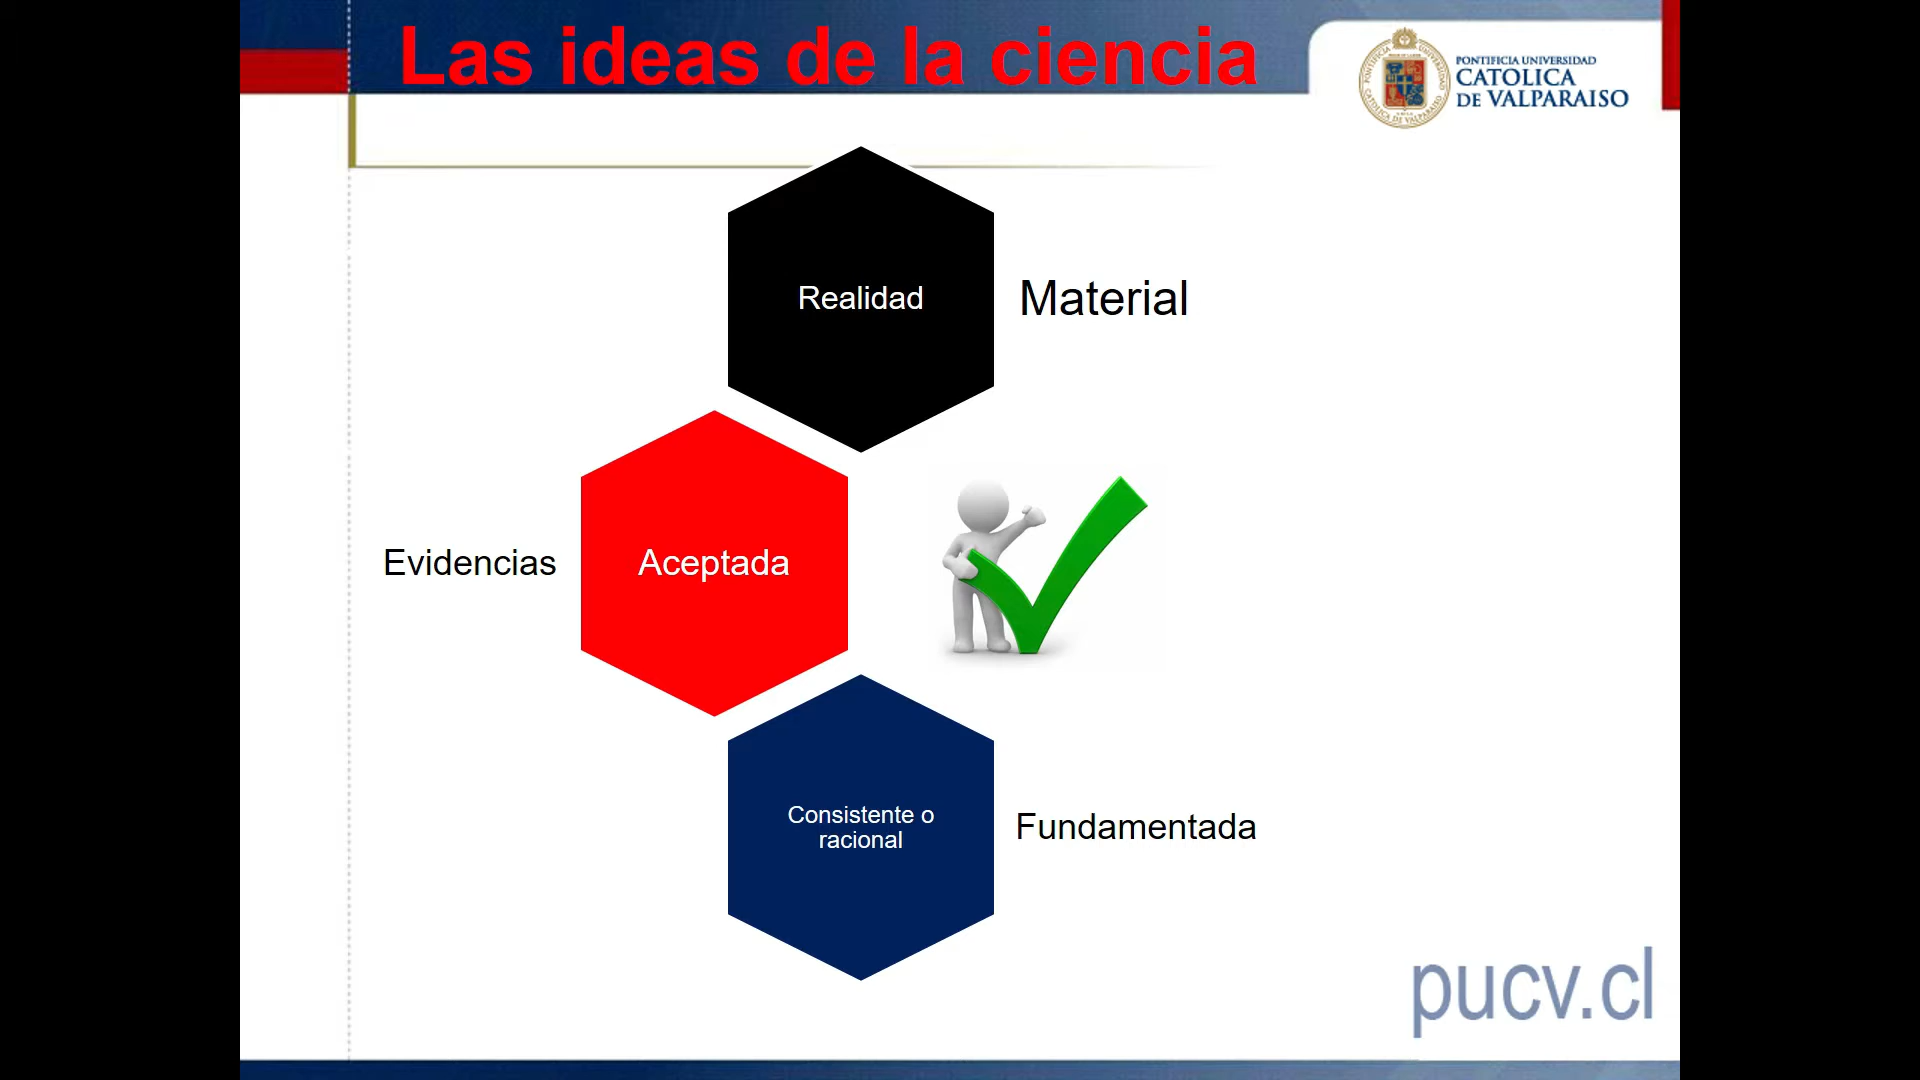 Las ideas de la ciencia
PONTIFICIA UNIVERSIDAD
CATOLICA
DE VALPARAISO
Realidad
Material
Evidencias
Aceptada
Consistente o
racional
Fundamentada
pucv.cl